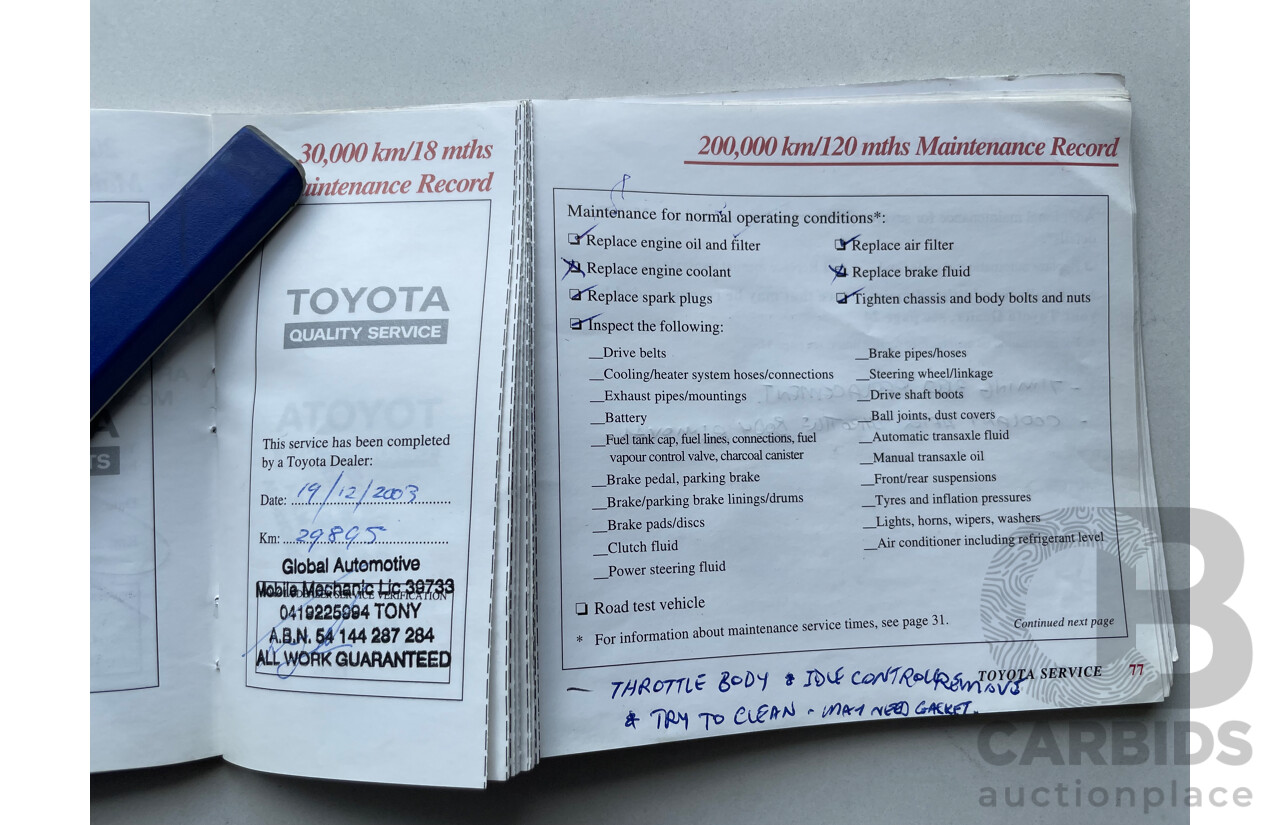 30,000 km/18 mths
Maintenance Record
TOYOTA
QUALITY SERVICE
This service has been completed
by a Toyota Dealer:
Date: 19/12/2003
Km: 29895
Global Automotive
Mobile Mechanic Lic 39733
SERVICE VERIFICATION
0419225994 TONY
A.B.N. 54 144 287 284
ALL WORK GUARANTEED
200,000 km/120 mths Maintenance Record
Maintenance for normal operating conditions*:
Replace engine oil and filter
Replace engine coolant
Replace spark plugs
Inspect the following:
Replace air filter
Replace brake fluid
Tighten chassis and body bolts and nuts
__Drive belts
__Cooling/heater system hoses/connections
__Exhaust pipes/mountings
__Battery
__Fuel tank cap, fuel lines, connections, fuel
vapour control valve, charcoal canister
__Brake pedal, parking brake
__Brake/parking brake linings/drums
__Brake pads/discs
__Clutch fluid
__Power steering fluid
__Brake pipes/hoses
__Steering wheel/linkage
__Drive shaft boots
__Ball joints, dust covers
__Automatic transaxle fluid
__Manual transaxle oil
__Front/rear suspensions
__Tyres and inflation pressures
__Lights, horns, wipers, washers
__Air conditioner including refrigerant level
Road test vehicle
* For information about maintenance service times, see page 31.
Continued next page
TOYOTA SERVICE 77
— THROTTLE BODY & IDLE CONTROL REMOVE
& TRY TO CLEAN - MAY NEED GASKET.
CB
CARBIDS
auctionplace